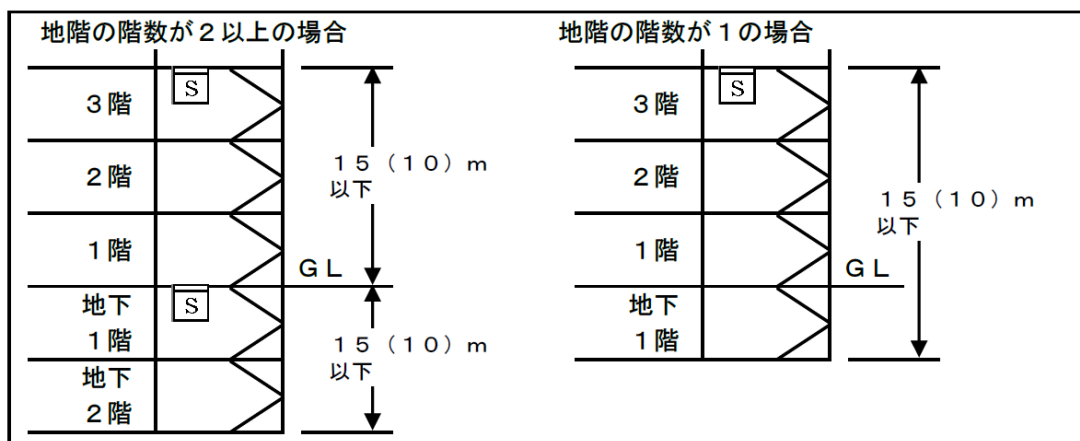 地階の階数が２以上の場合
S
３階
２階
１５（１０）ｍ
以下
１階
ＧＬ
S
地下
１階
１５（１０）ｍ
以下
地下
２階
地階の階数が１の場合
S
３階
２階
１５（１０）ｍ
以下
１階
ＧＬ
地下
１階